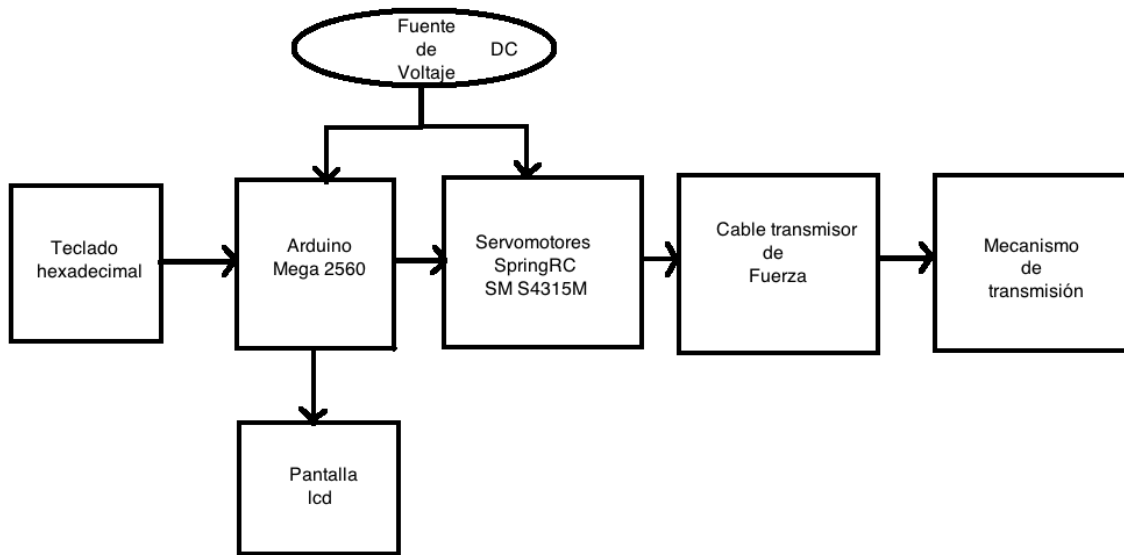 Fuente
de DC
Voltaje
Teclado
hexadecimal
Arduino
Mega 2560
Servomotores
SpringRC
SM S4315M
Cable transmisor
de
Fuerza
Mecanismo
de
transmisión
Pantalla
lcd